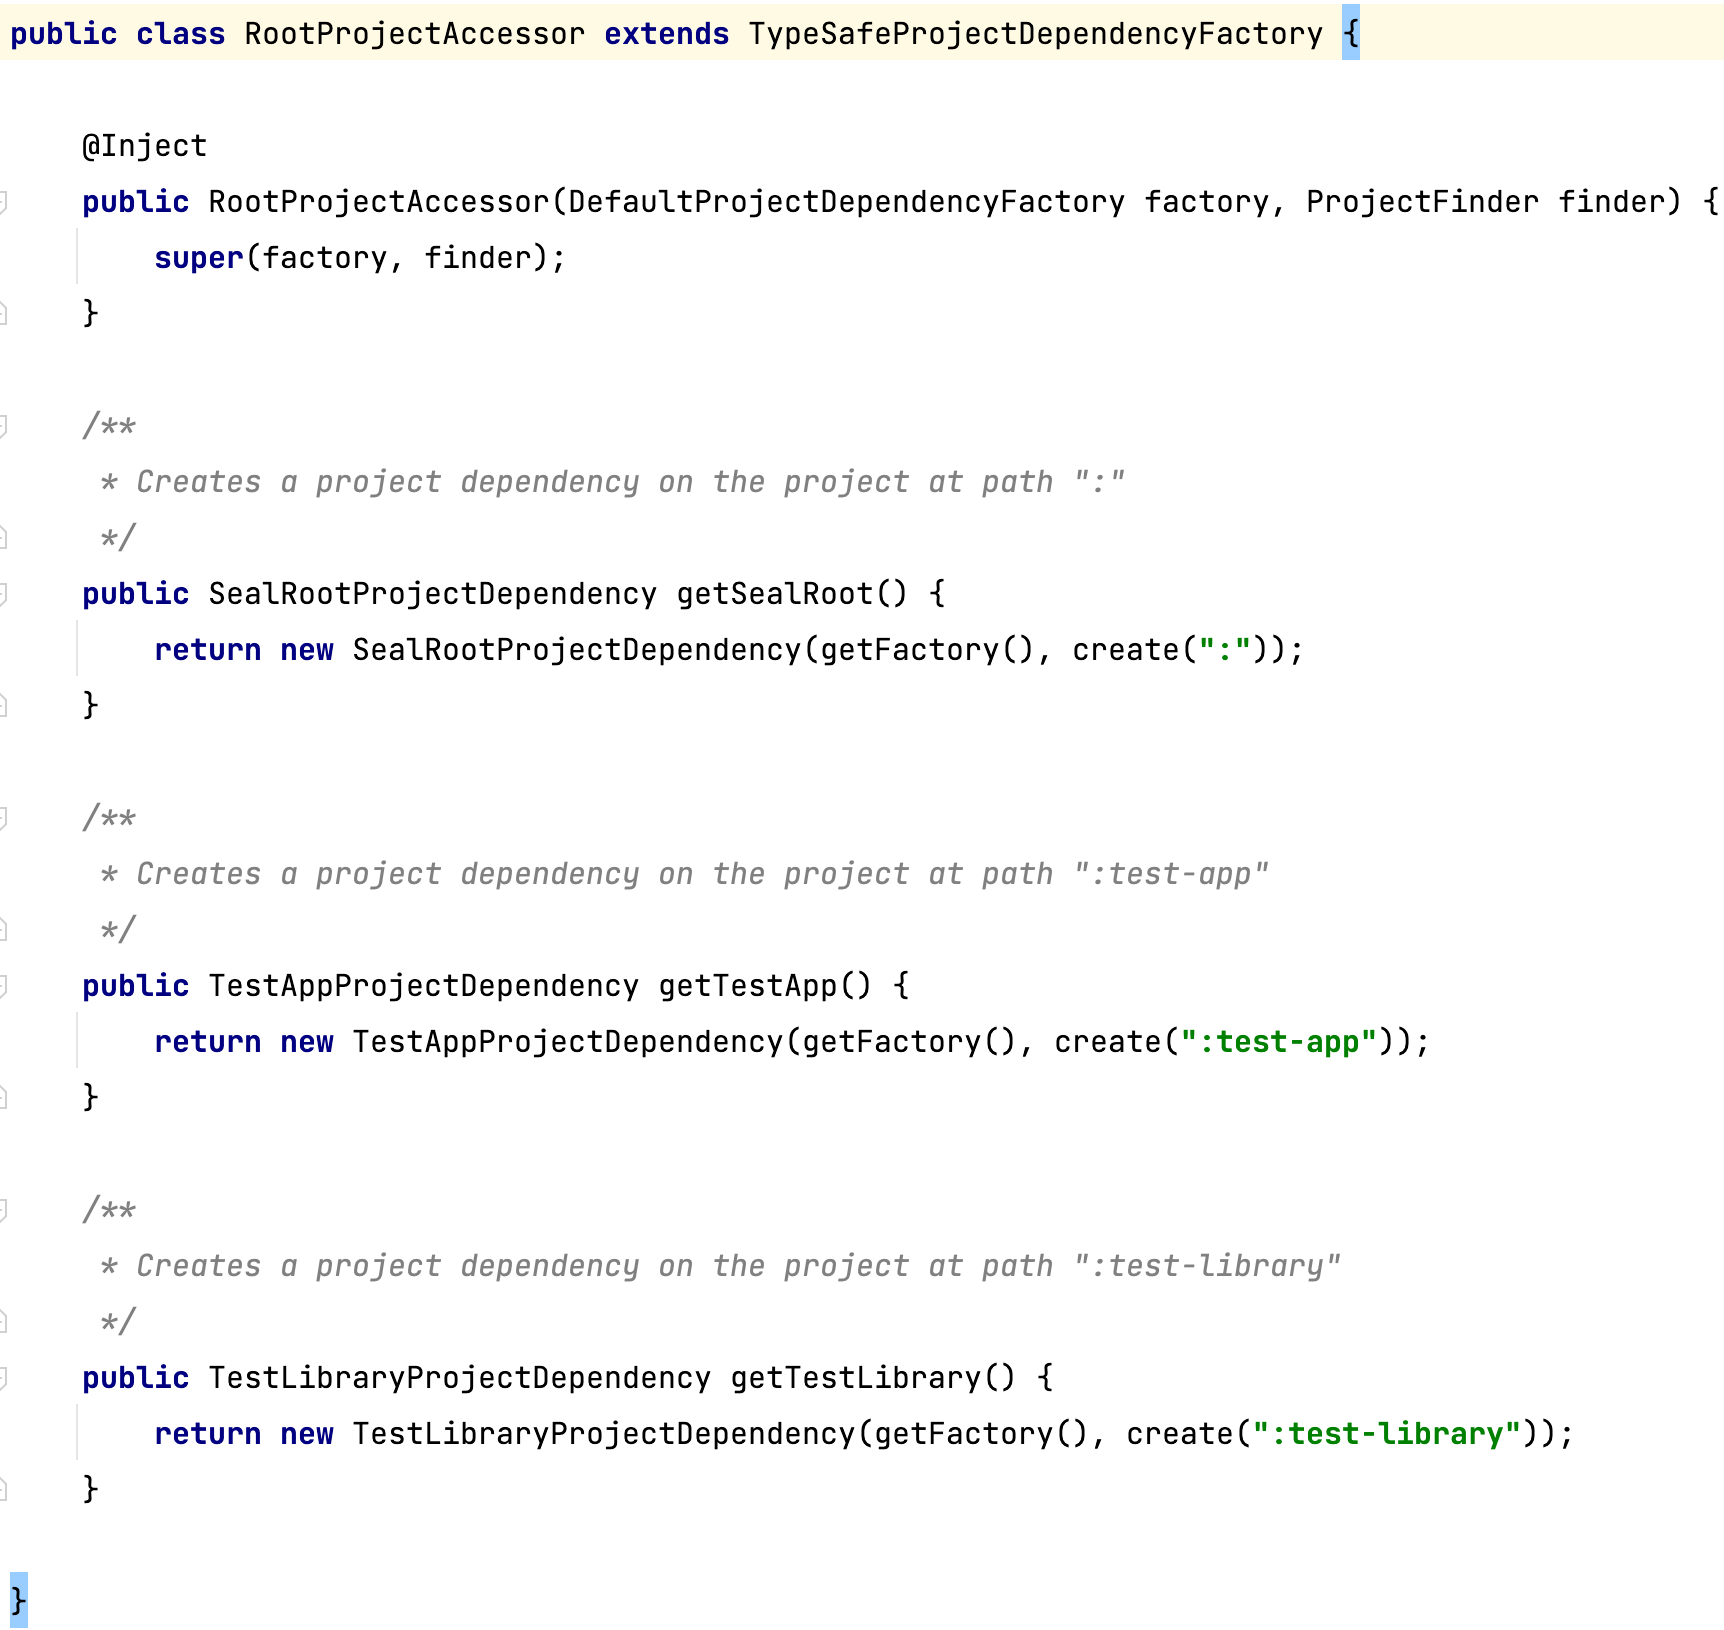 public class RootProjectAccessor extends TypeSafeProjectDependencyFactory {
@Inject
public RootProjectAccessor(DefaultProjectDependencyFactory factory, ProjectFinder finder) {
super(factory, finder);
}
/**
* Creates a project dependency on the project at path ":"
*/
public SealRootProjectDependency getSealRoot() {
return new SealRootProjectDependency(getFactory(), create(":"));
}
/**
* Creates a project dependency on the project at path ":test-app"
*/
public TestAppProjectDependency getTestApp() {
return new TestAppProjectDependency(getFactory(), create(":test-app"));
}
/**
* Creates a project dependency on the project at path ":test-library"
*/
public TestLibraryProjectDependency getTestLibrary() {
return new TestLibraryProjectDependency(getFactory(), create(":test-library"));
}
}